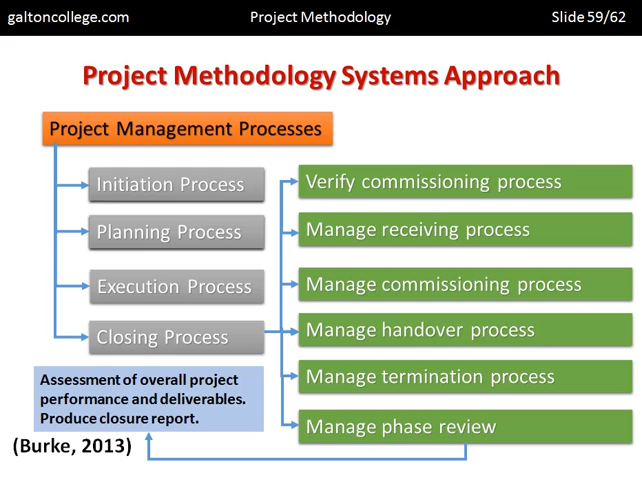 galtoncollege.com
Project Methodology
Slide 59/62
Project Methodology Systems Approach
Project Management Processes
Initiation Process
Planning Process
Execution Process
Closing Process
Verify commissioning process
Manage receiving process
Manage commissioning process
Manage handover process
Manage termination process
Manage phase review
Assessment of overall project
performance and deliverables.
Produce closure report.
(Burke, 2013)